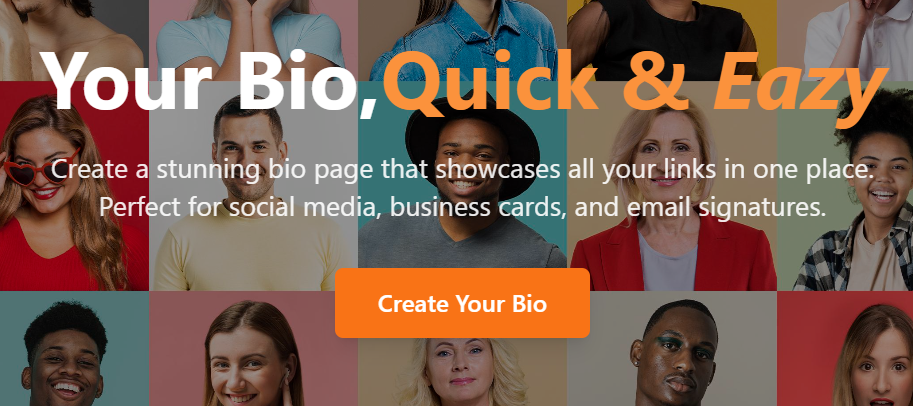 Your Bio,Quick & Eazy
Create a stunning bio page that showcases all your links in one place.
Perfect for social media, business cards, and email signatures.
Create Your Bio